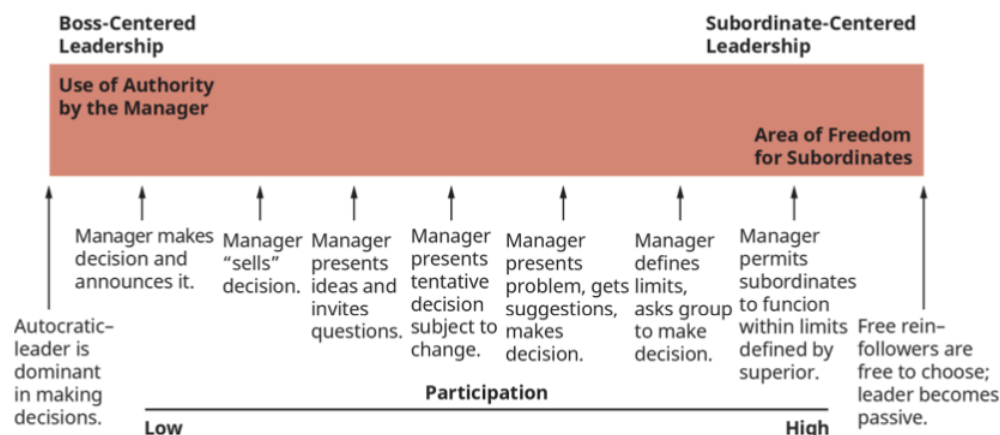 Boss-Centered
Leadership
Subordinate-Centered
Leadership
Use of Authority
by the Manager
Area of Freedom
for Subordinates
Autocratic–
leader is
dominant
in making
decisions.
Manager makes
decision and
announces it.
Manager
“sells”
decision.
Manager
presents
ideas and
invites
questions.
Manager
presents
tentative
decision
subject to
change.
Manager
presents
problem, gets
suggestions,
makes
decision.
Manager
defines
limits,
asks group
to make
decision.
Manager
permits
subordinates
to funcion
within limits
defined by
superior.
Free rein–
followers are
free to choose;
leader becomes
passive.
Participation
Low
High